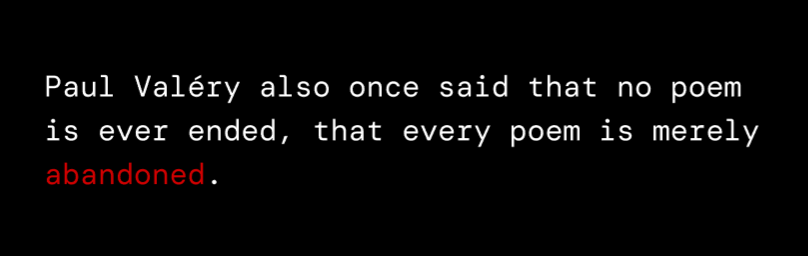 Paul Valéry also once said that no poem
is ever ended, that every poem is merely
abandoned.